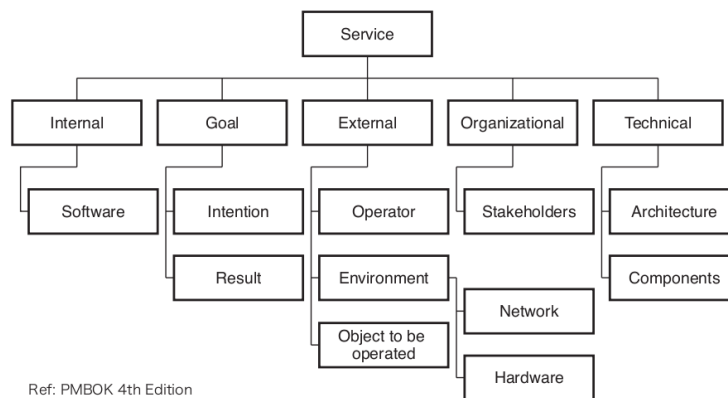 Service
Internal
Goal
External
Organizational
Technical
Software
Intention
Operator
Stakeholders
Architecture
Result
Environment
Components
Network
Object to be
operated
Hardware
Ref: PMBOK 4th Edition